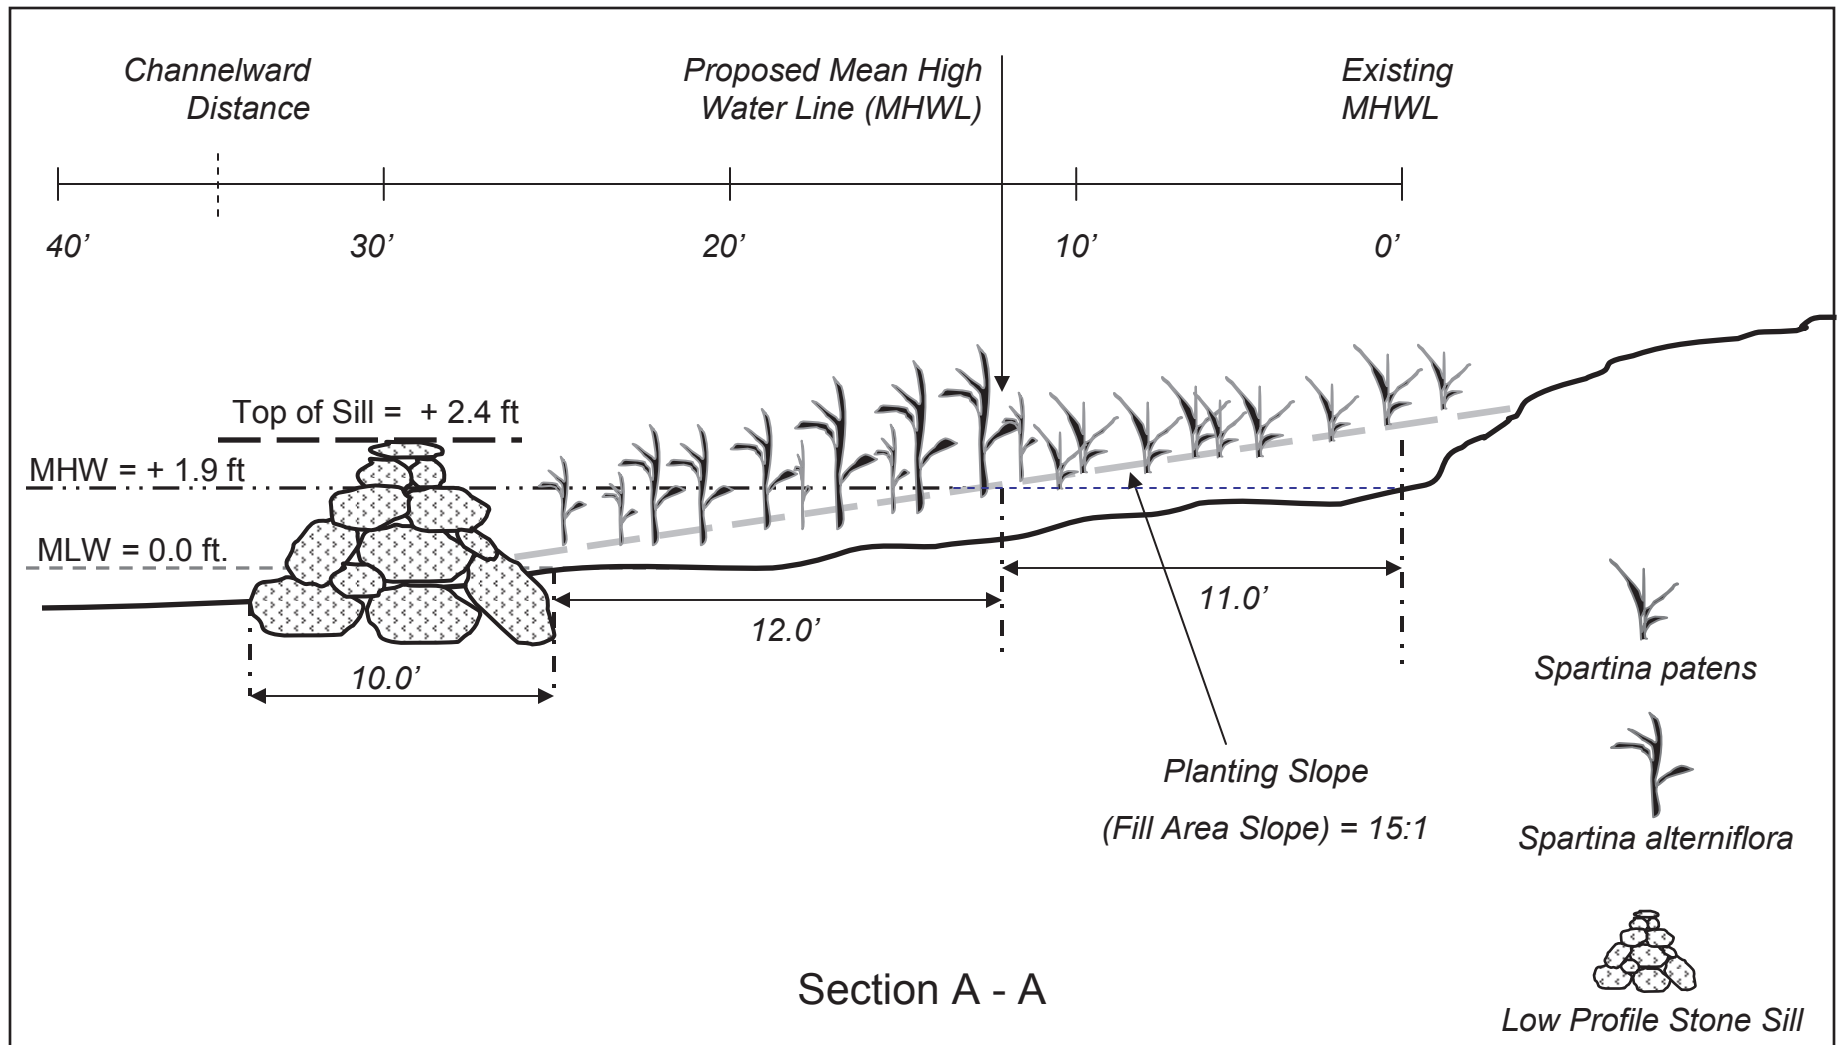 Channelward
Distance
Proposed Mean High
Water Line (MHWL)
Existing
MHWL
40’
30’
20’
10’
0’
Top of Sill = + 2.4 ft
MHW = + 1.9 ft
MLW = 0.0 ft.
12.0’
11.0’
10.0’
Planting Slope
(Fill Area Slope) = 15:1
Spartina patens
Spartina alterniflora
Low Profile Stone Sill
Section A - A